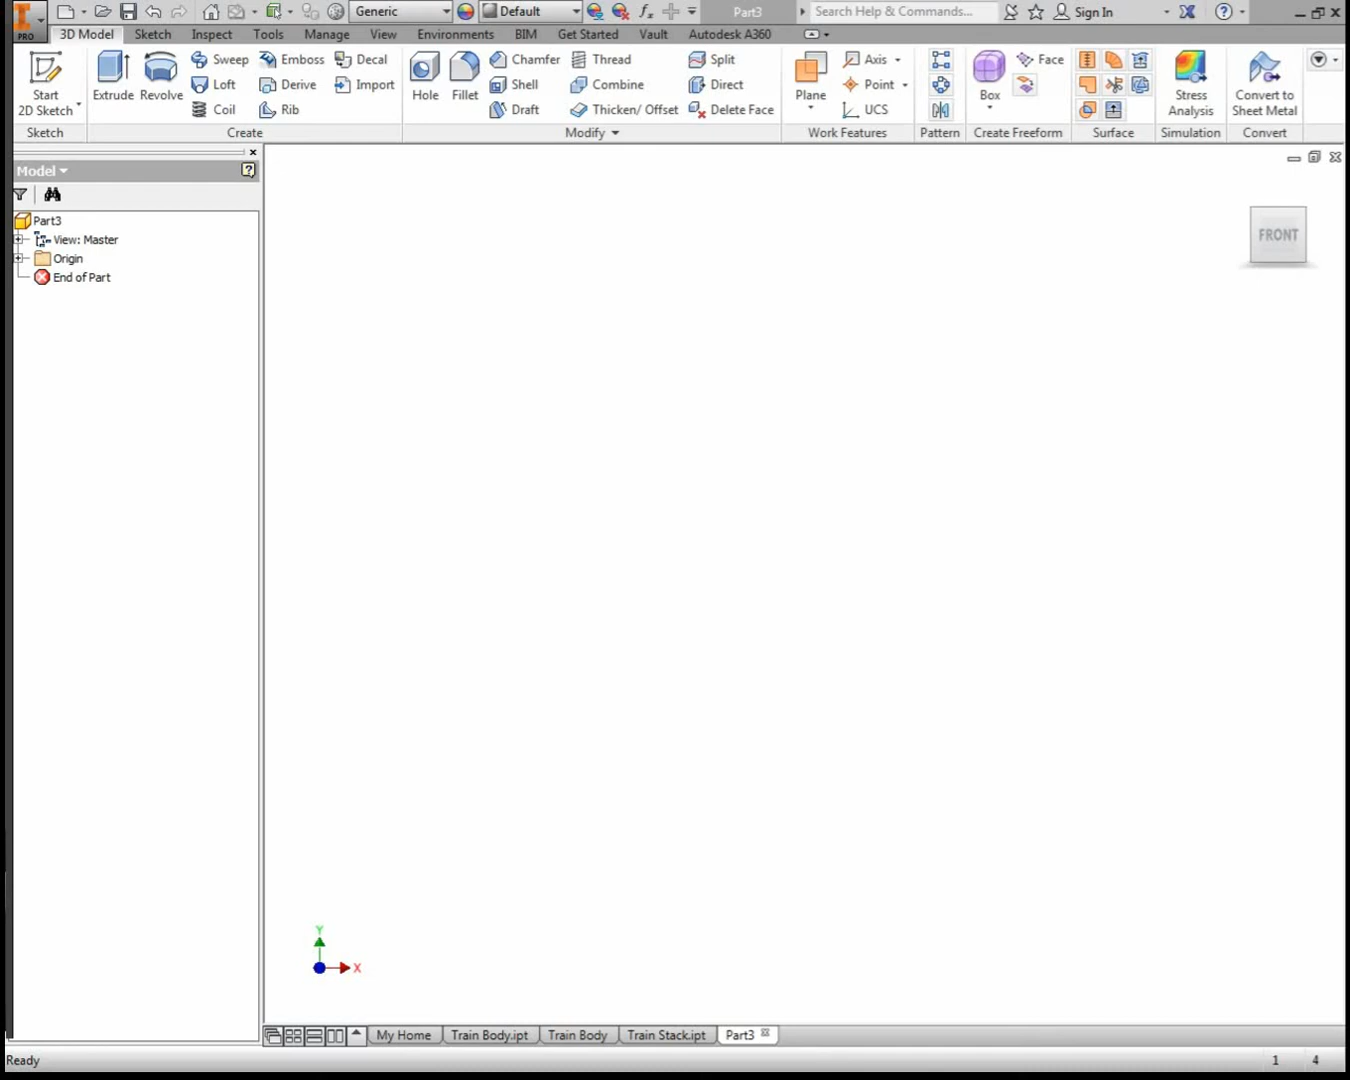 Generic Default fx Part3 Search Help & Commands... Sign In ?
PRO 3D Model Sketch Inspect Tools Manage View Environments BIM Get Started Vault Autodesk A360
Start
2D Sketch
Sketch
Extrude Revolve
Sweep Emboss Decal
Loft Derive Import
Coil Rib
Create
Hole Fillet
Chamfer Thread Split
Shell Combine Direct
Draft Thicken/ Offset Delete Face
Modify
Plane
Axis
Point
UCS
Work Features
Pattern
Box
Face
Create Freeform
Surface
Stress
Analysis
Simulation
Convert to
Sheet Metal
Convert
Model ?
Part3
View: Master
Origin
End of Part
FRONT
Y
X
My Home Train Body.ipt Train Body Train Stack.ipt Part3
Ready 1 4